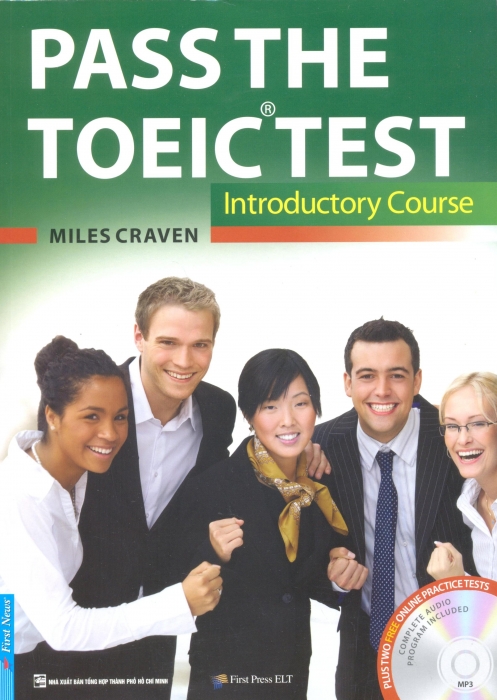 PASS THE
TOEIC® TEST
Introductory Course
MILES CRAVEN
PLUS TWO FREE ONLINE PRACTICE TESTS
COMPLETE AUDIO
PROGRAM INCLUDED
MP3
First News
NHÀ XUẤT BẢN TỔNG HỢP THÀNH PHỐ HỒ CHÍ MINH
First Press ELT